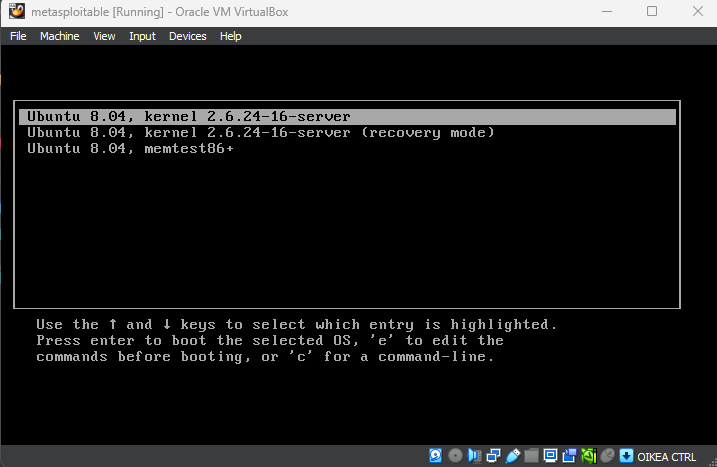 metasploitable [Running] - Oracle VM VirtualBox
File Machine View Input Devices Help
Ubuntu 8.04, kernel 2.6.24-16-server
Ubuntu 8.04, kernel 2.6.24-16-server (recovery mode)
Ubuntu 8.04, memtest86+
Use the ↑ and ↓ keys to select which entry is highlighted.
Press enter to boot the selected OS, 'e' to edit the
commands before booting, or 'c' for a command-line.
OIKEA CTRL